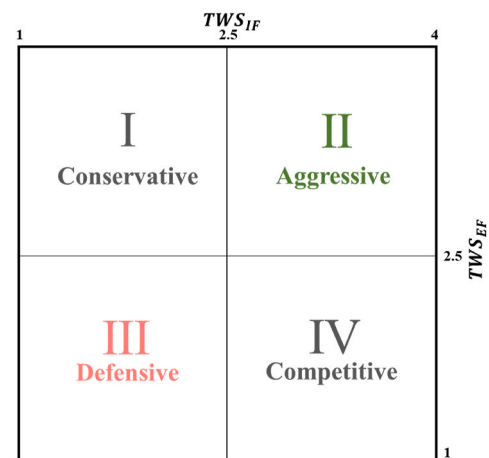 TWS_IF
1 2.5 4
I II
Conservative Aggressive
2.5
TWS_EF
III IV
Defensive Competitive
1